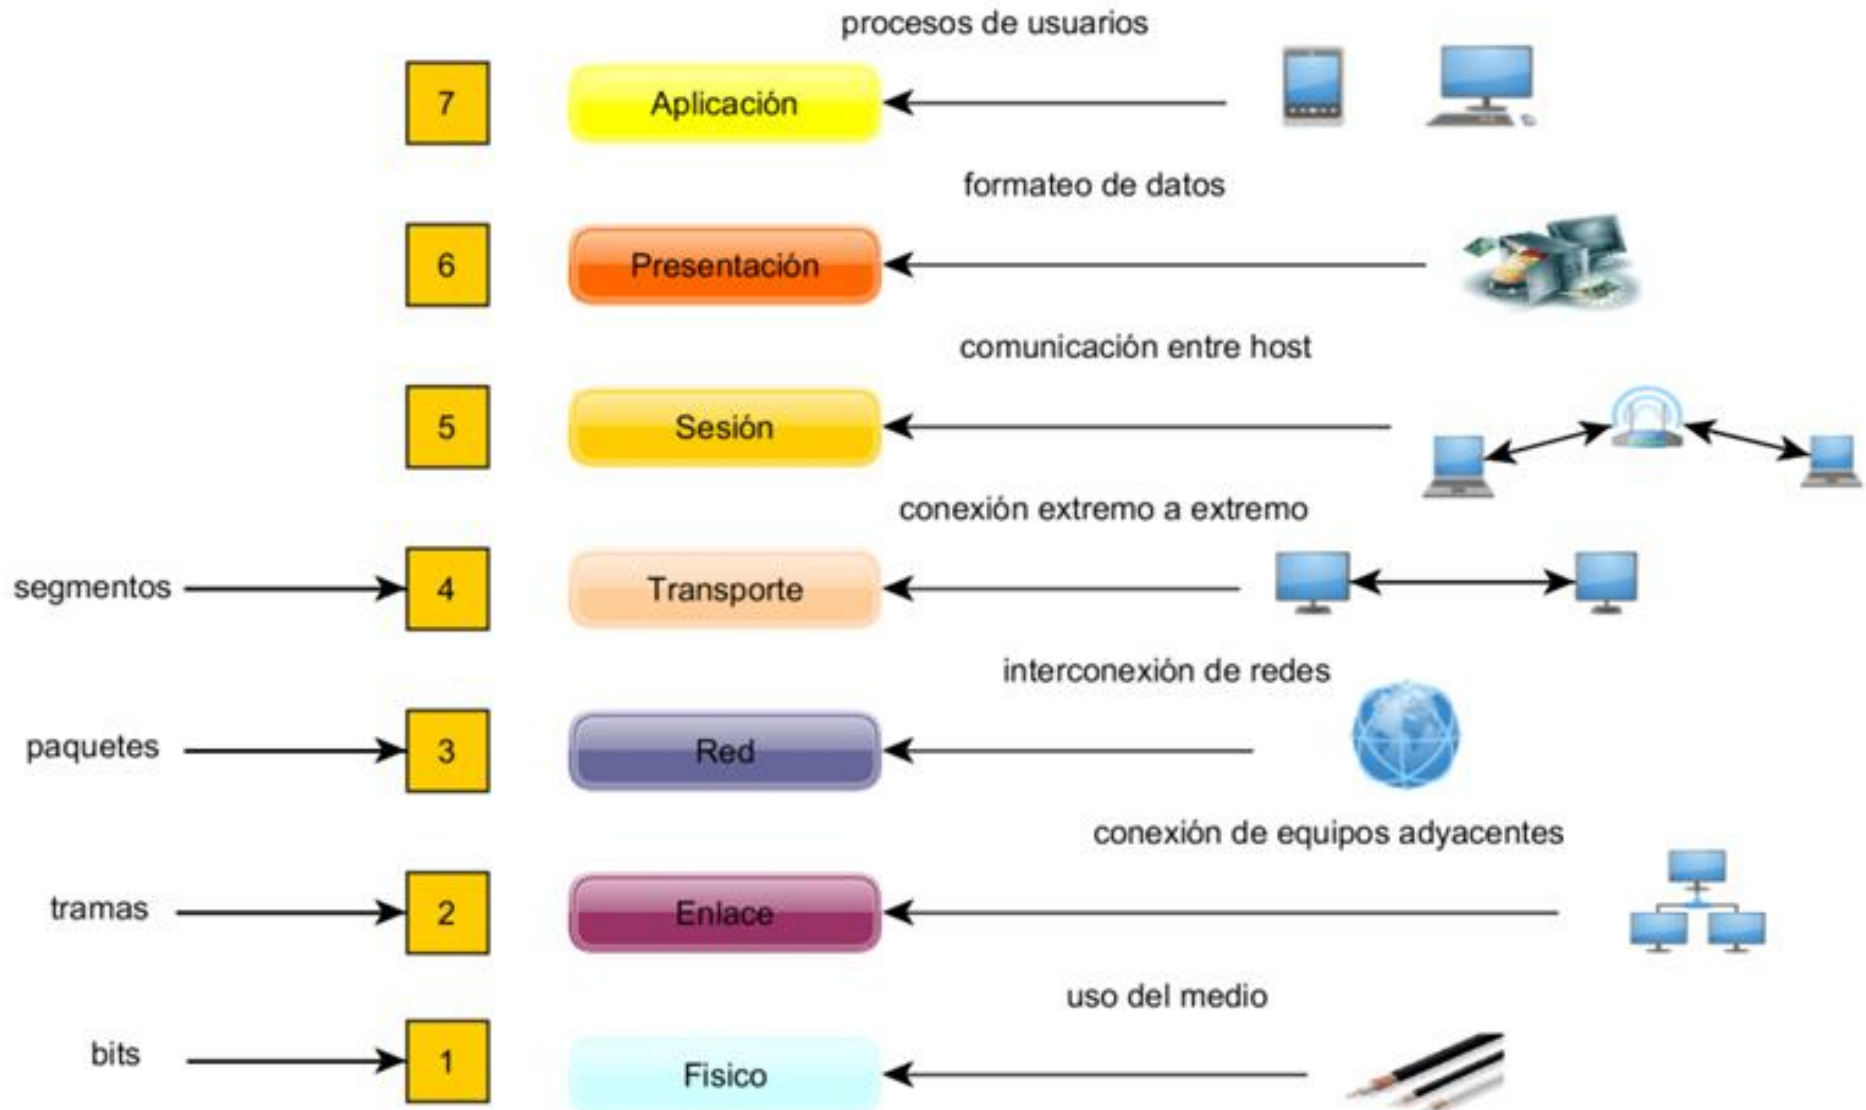 procesos de usuarios
7 Aplicación
formateo de datos
6 Presentación
comunicación entre host
5 Sesión
conexión extremo a extremo
segmentos 4 Transporte
interconexión de redes
paquetes 3 Red
conexión de equipos adyacentes
tramas 2 Enlace
uso del medio
bits 1 Fisico